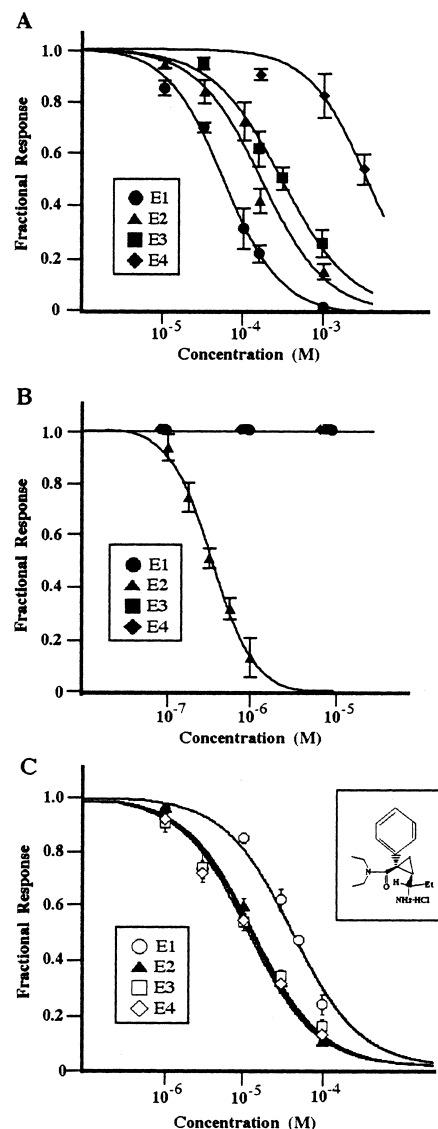 A
Fractional Response
1.0
0.8
0.6
0.4
0.2
0
E1
E2
E3
E4
10-5
10-4
10-3
Concentration (M)
B
Fractional Response
1.0
0.8
0.6
0.4
0.2
0
E1
E2
E3
E4
10-7
10-6
10-5
Concentration (M)
C
Fractional Response
1.0
0.8
0.6
0.4
0.2
0
E1
E2
E3
E4
N
O
H
Et
NH2·HCl
10-6
10-5
10-4
Concentration (M)